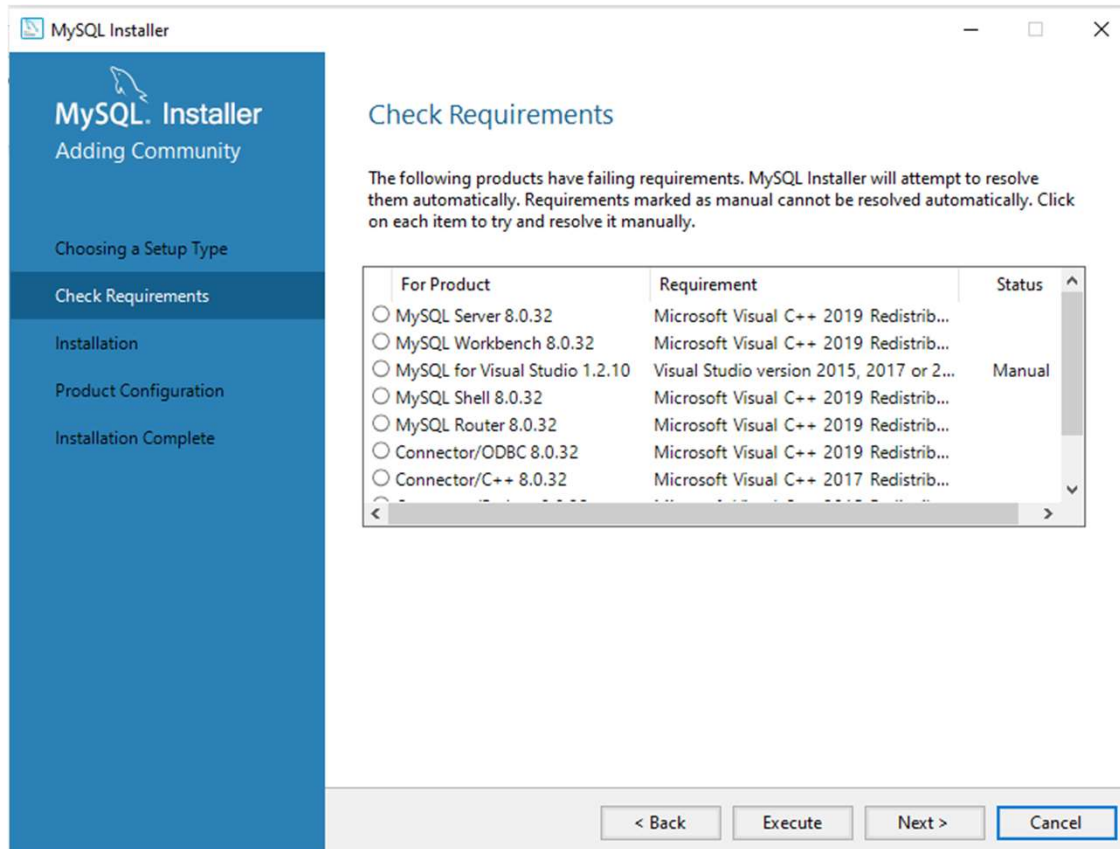 MySQL Installer
MySQL. Installer
Adding Community
Choosing a Setup Type
Check Requirements
Installation
Product Configuration
Installation Complete
Check Requirements
The following products have failing requirements. MySQL Installer will attempt to resolve
them automatically. Requirements marked as manual cannot be resolved automatically. Click
on each item to try and resolve it manually.
For Product Requirement Status
MySQL Server 8.0.32 Microsoft Visual C++ 2019 Redistrib...
MySQL Workbench 8.0.32 Microsoft Visual C++ 2019 Redistrib...
MySQL for Visual Studio 1.2.10 Visual Studio version 2015, 2017 or 2... Manual
MySQL Shell 8.0.32 Microsoft Visual C++ 2019 Redistrib...
MySQL Router 8.0.32 Microsoft Visual C++ 2019 Redistrib...
Connector/ODBC 8.0.32 Microsoft Visual C++ 2019 Redistrib...
Connector/C++ 8.0.32 Microsoft Visual C++ 2017 Redistrib...
< Back Execute Next > Cancel